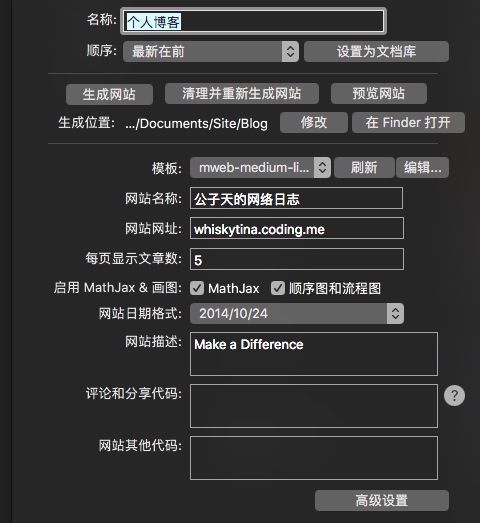 名称: 个人博客
顺序: 最新在前 设置为文档库
生成网站 清理并重新生成网站 预览网站
生成位置: .../Documents/Site/Blog 修改 在 Finder 打开
模板: mweb-medium-li... 刷新 编辑...
网站名称: 公子天的网络日志
网站网址: whiskytina.coding.me
每页显示文章数: 5
启用 MathJax & 画图: MathJax 顺序图和流程图
网站日期格式: 2014/10/24
网站描述: Make a Difference
评论和分享代码: ?
网站其他代码:
高级设置